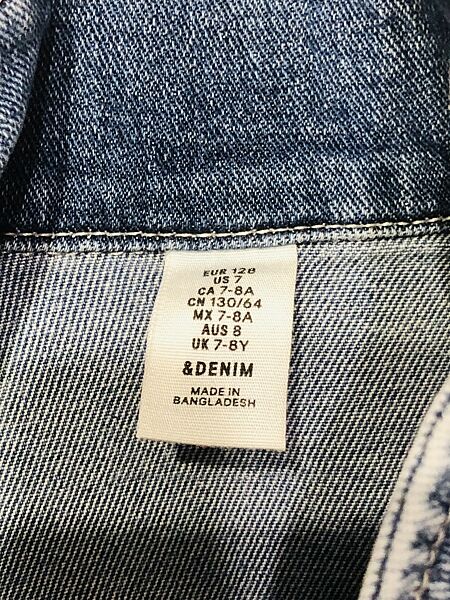 EUR 128
US 7
CA 7-8A
CN 130/64
MX 7-8A
AUS 8
UK 7-8Y
&DENIM
MADE IN
BANGLADESH